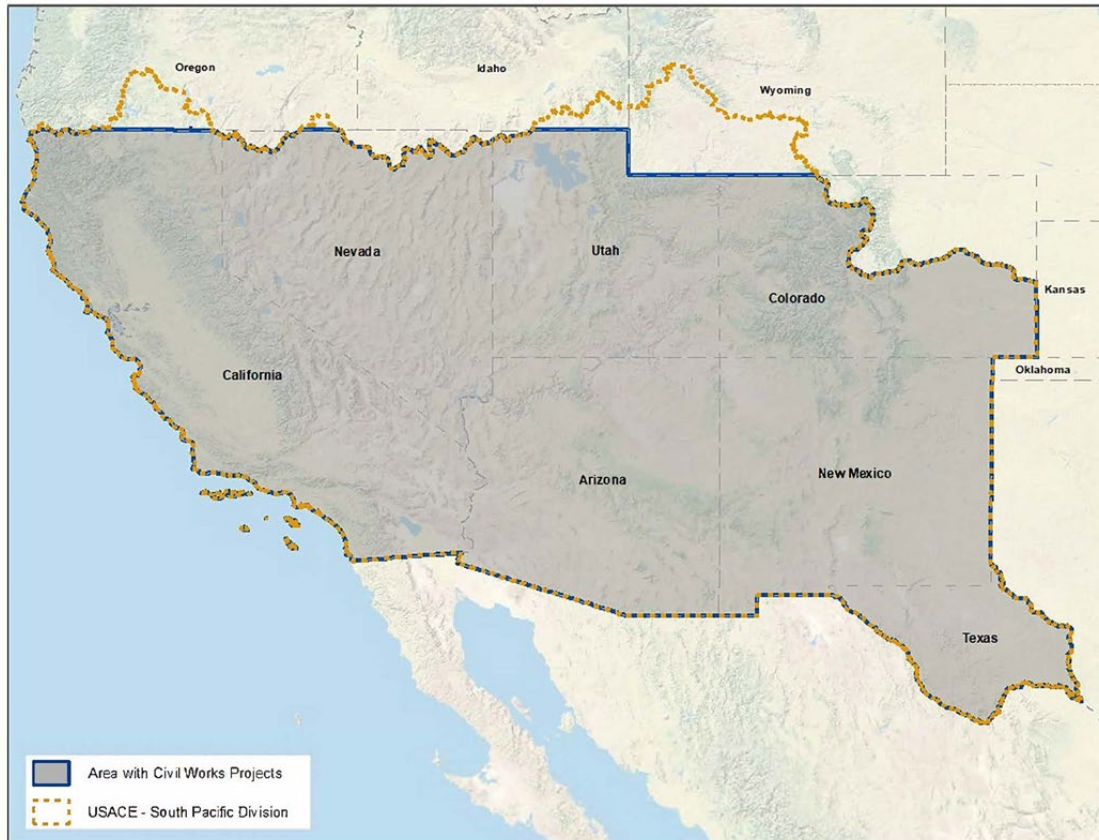 Oregon
Idaho
Wyoming
Nevada
Utah
Colorado
Kansas
Oklahoma
California
Arizona
New Mexico
Texas
Area with Civil Works Projects
USACE - South Pacific Division